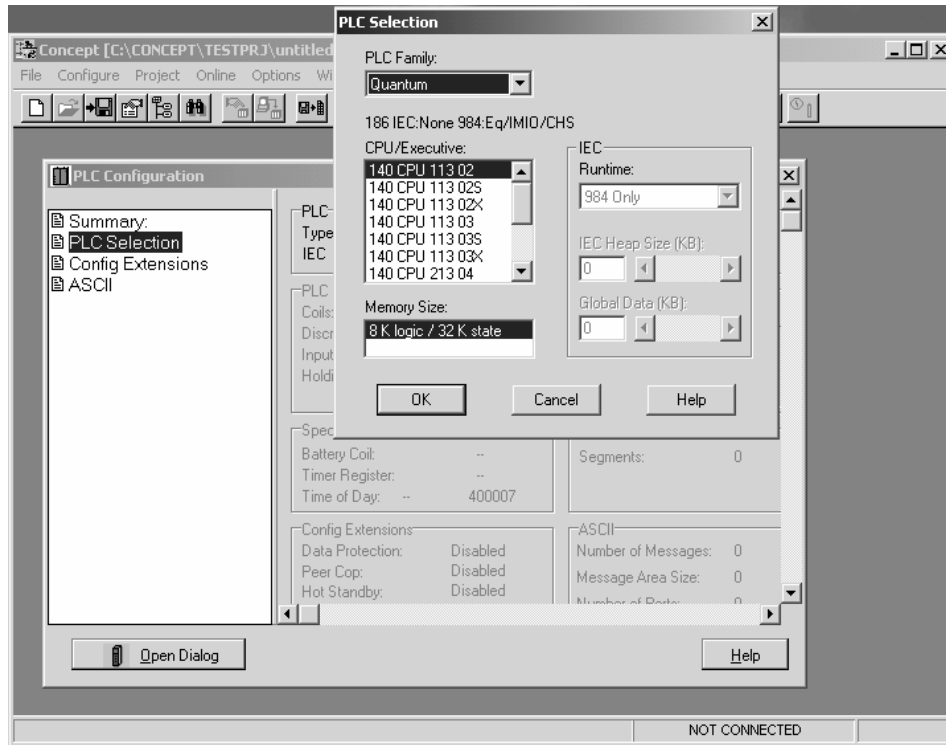 PLC Selection
Concept [C:\CONCEPT\TESTPRJ\untitled
File Configure Project Online Options Wi
PLC Family:
Quantum
186 IEC:None 984:Eq/IMIO/CHS
CPU/Executive:
140 CPU 113 02
140 CPU 113 02S
140 CPU 113 02X
140 CPU 113 03
140 CPU 113 03S
140 CPU 113 03X
140 CPU 213 04
Memory Size:
8 K logic / 32 K state
IEC
Runtime:
984 Only
IEC Heap Size (KB):
0
Global Data (KB):
0
OK Cancel Help
PLC Configuration
Summary:
PLC Selection
Config Extensions
ASCII
PLC
Type
IEC
PLC
Coils:
Discr
Input
Holdi
Spec
Battery Coil: --
Timer Register: --
Time of Day: -- 400007
Segments: 0
Config Extensions
Data Protection: Disabled
Peer Cop: Disabled
Hot Standby: Disabled
ASCII
Number of Messages: 0
Message Area Size: 0
Number of Ports: 0
Open Dialog
Help
NOT CONNECTED